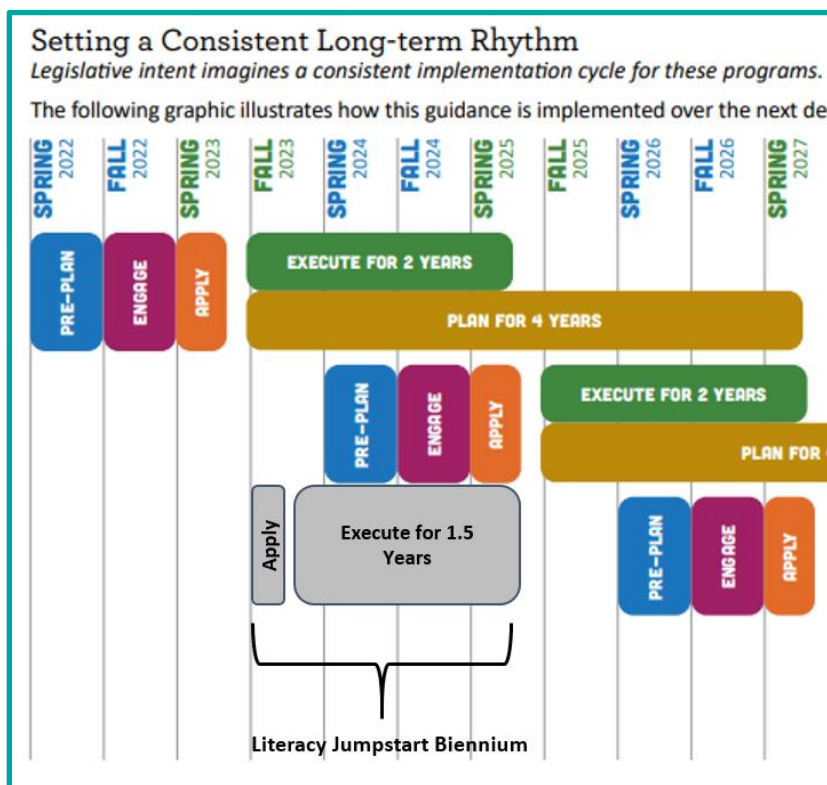 Setting a Consistent Long-term Rhythm
Legislative intent imagines a consistent implementation cycle for these programs.
The following graphic illustrates how this guidance is implemented over the next de
SPRING 2022
FALL 2022
SPRING 2023
FALL 2023
SPRING 2024
FALL 2024
SPRING 2025
FALL 2025
SPRING 2026
FALL 2026
SPRING 2027
PRE-PLAN
ENGAGE
APPLY
EXECUTE FOR 2 YEARS
PLAN FOR 4 YEARS
PRE-PLAN
ENGAGE
APPLY
EXECUTE FOR 2 YEARS
PLAN FOR
Apply
Execute for 1.5
Years
PRE-PLAN
ENGAGE
APPLY
Literacy Jumpstart Biennium